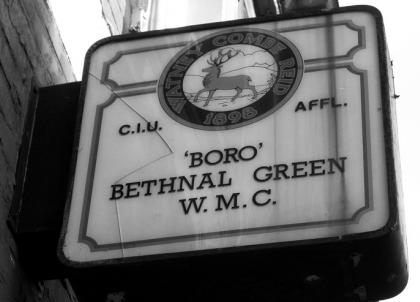 WATNEY COMBE REID
1898
C.I.U. AFFL.
'BORO'
BETHNAL GREEN
W.M.C.